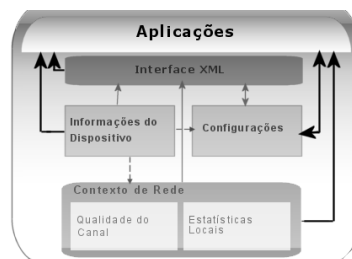 Aplicações
Interface XML
Informações do
Dispositivo
Configurações
Contexto de Rede
Qualidade do
Canal
Estatísticas
Locais